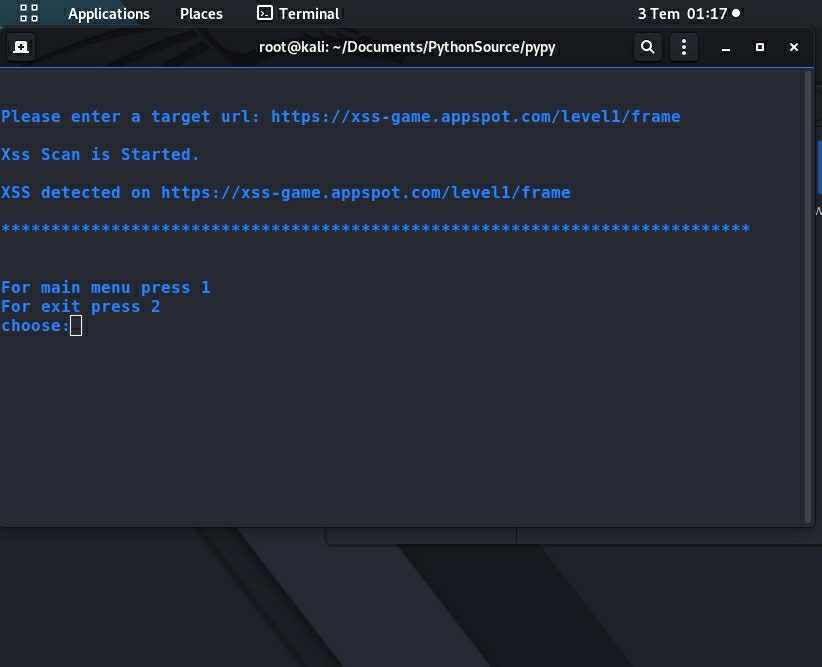 Applications Places Terminal 3 Tem 01:17
root@kali: ~/Documents/PythonSource/pypy
Please enter a target url: https://xss-game.appspot.com/level1/frame
Xss Scan is Started.
XSS detected on https://xss-game.appspot.com/level1/frame
***************************************************************************
For main menu press 1
For exit press 2
choose: